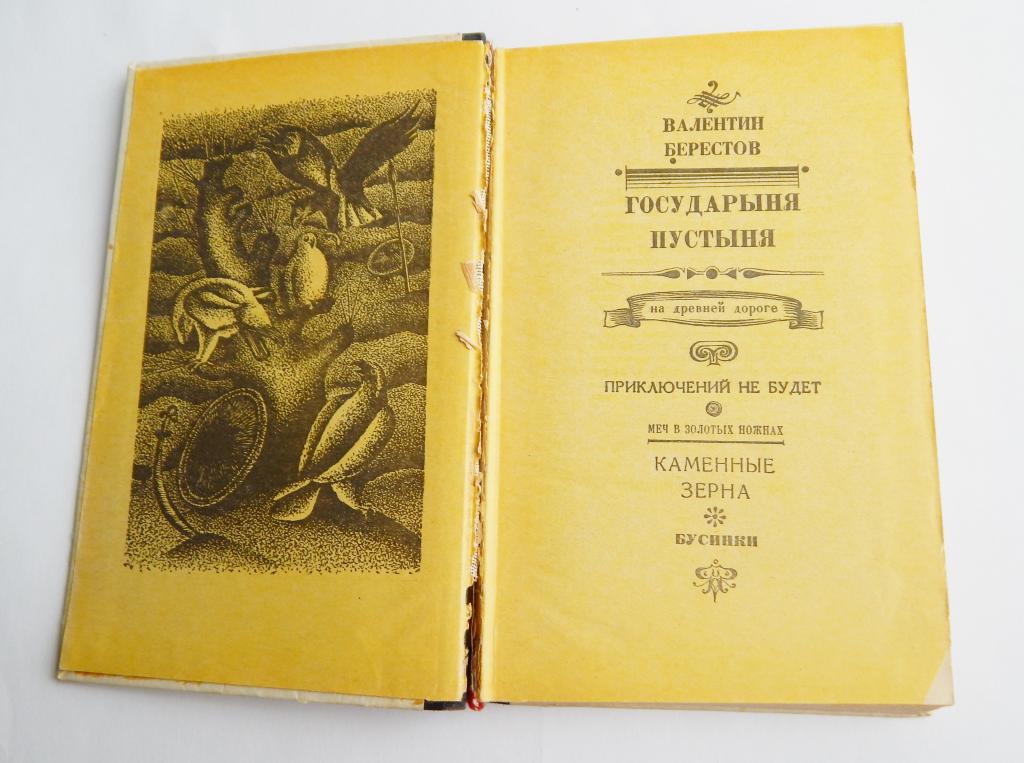 ВАЛЕНТИН
БЕРЕСТОВ
ГОСУДАРЫНЯ
ПУСТЫНЯ
на древней дороге
ПРИКЛЮЧЕНИЙ НЕ БУДЕТ
МЕЧ В ЗОЛОТЫХ НОЖНАХ
КАМЕННЫЕ
ЗЕРНА
БУСИНКИ